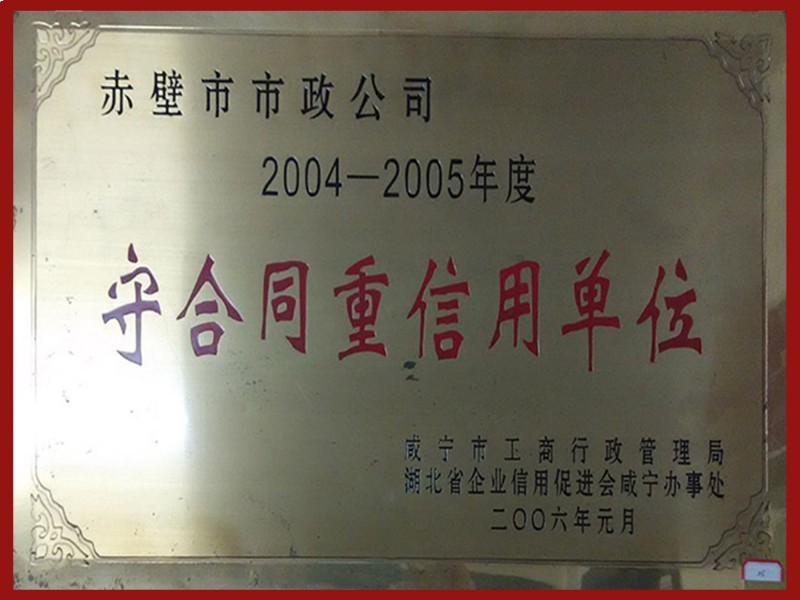 赤壁市市政公司
2004—2005年度
守合同重信用单位
咸宁市工商行政管理局
湖北省企业信用促进会咸宁办事处
二〇〇六年元月